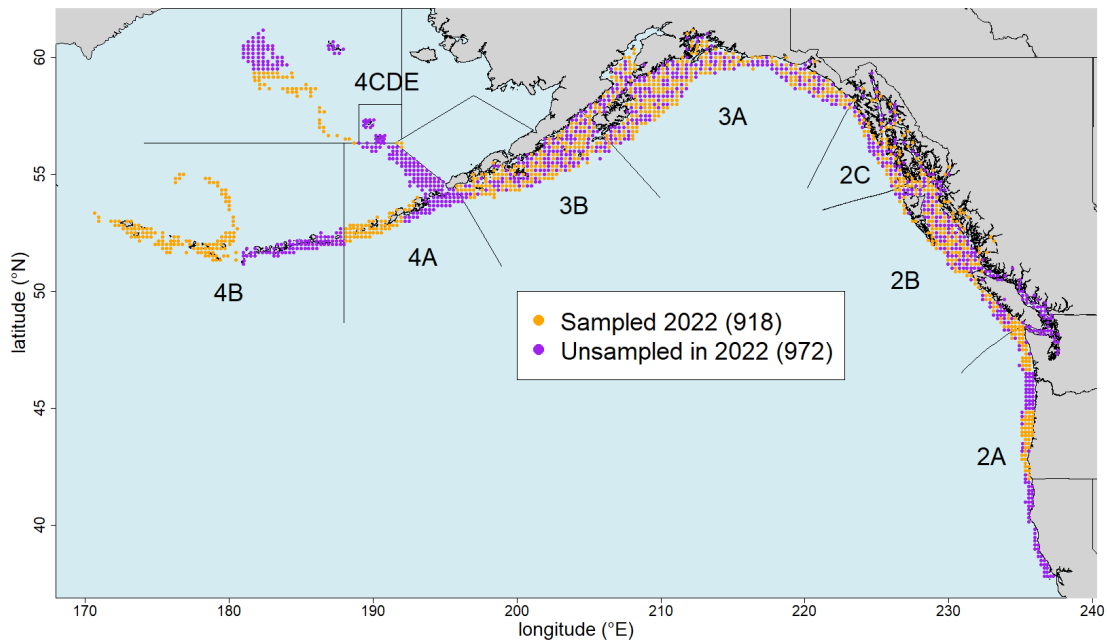 60
55
50
45
40
latitude (°N)
4CDE
3A
2C
3B
4A
4B
2B
2A
Sampled 2022 (918)
Unsampled in 2022 (972)
170
180
190
200
210
220
230
240
longitude (°E)